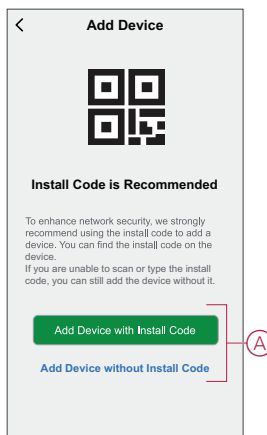 Add Device
Install Code is Recommended
To enhance network security, we strongly
recommend using the install code to add a
device. You can find the install code on the
device.
If you are unable to scan or type the install
code, you can still add the device without it.
Add Device with Install Code
A
Add Device without Install Code